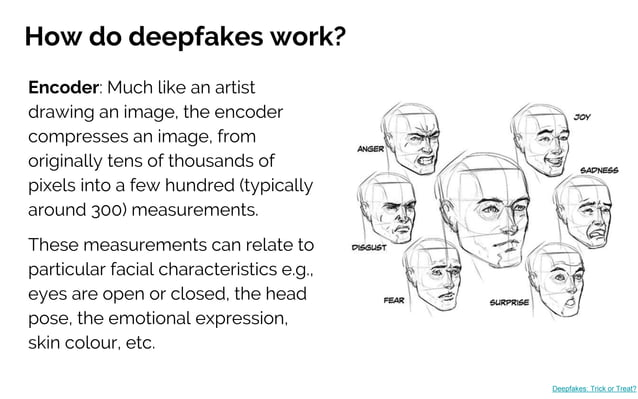 How do deepfakes work?
Encoder: Much like an artist
drawing an image, the encoder
compresses an image, from
originally tens of thousands of
pixels into a few hundred (typically
around 300) measurements.
These measurements can relate to
particular facial characteristics e.g.,
eyes are open or closed, the head
pose, the emotional expression,
skin colour, etc.
JOY
ANGER
SADNESS
DISGUST
FEAR
SURPRISE
Deepfakes: Trick or Treat?